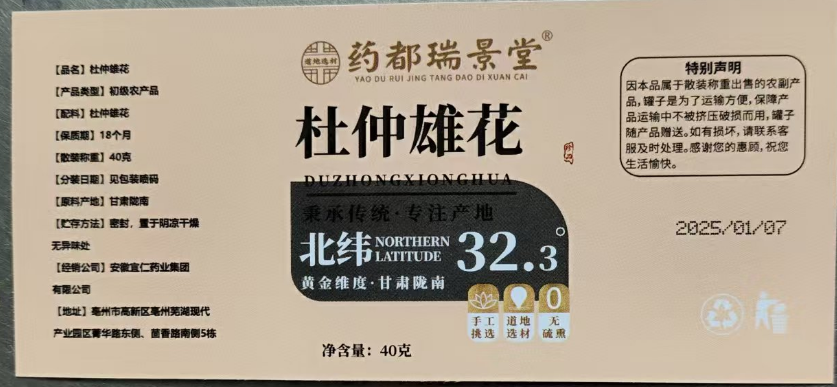 【品名】杜仲雄花
【产品类型】初级农产品
【配料】杜仲雄花
【保质期】18个月
【散装称重】40克
【分装日期】见包装喷码
【原料产地】甘肃陇南
【贮存方法】密封，置于阴凉干燥
无异味处
【经销公司】安徽宜仁药业集团
有限公司
【地址】亳州市高新区亳州芜湖现代
产业园区菁华路东侧、茴香路南侧5栋
道地选材
药都瑞景堂®
YAO DU RUI JING TANG DAO DI XUAN CAI
杜仲雄花
DUZHONGXIONGHUA
秉承传统·专注产地
北纬 NORTHERN LATITUDE 32.3°
黄金维度·甘肃陇南
手工
挑选
道地
选材
0
无
硫熏
净含量：40克
特别声明
因本品属于散装称重出售的农副产
品，罐子是为了运输方便，保障产
品运输中不被挤压破损而用，罐子
随产品赠送。如有损坏，请联系客
服及时处理。感谢您的惠顾，祝您
生活愉快。
2025/01/07